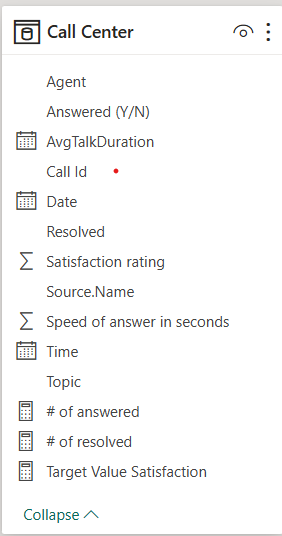 Call Center
Agent
Answered (Y/N)
AvgTalkDuration
Call Id
Date
Resolved
Satisfaction rating
Source.Name
Speed of answer in seconds
Time
Topic
# of answered
# of resolved
Target Value Satisfaction
Collapse